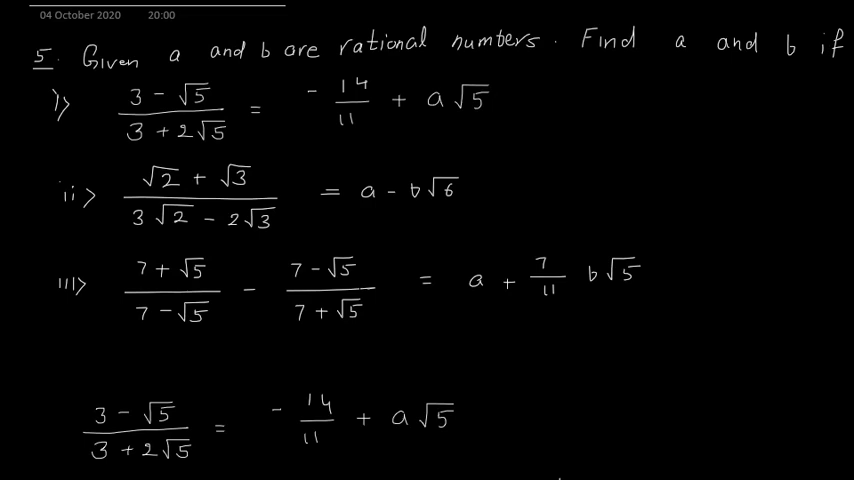 04 October 2020 20:00
5. Given a and b are rational numbers. Find a and b if
i> (3 - √5)/(3 + 2√5) = - 14/11 + a√5
ii> (√2 + √3)/(3√2 - 2√3) = a - b√6
iii> (7 + √5)/(7 - √5) - (7 - √5)/(7 + √5) = a + 7/11 b√5
(3 - √5)/(3 + 2√5) = - 14/11 + a√5